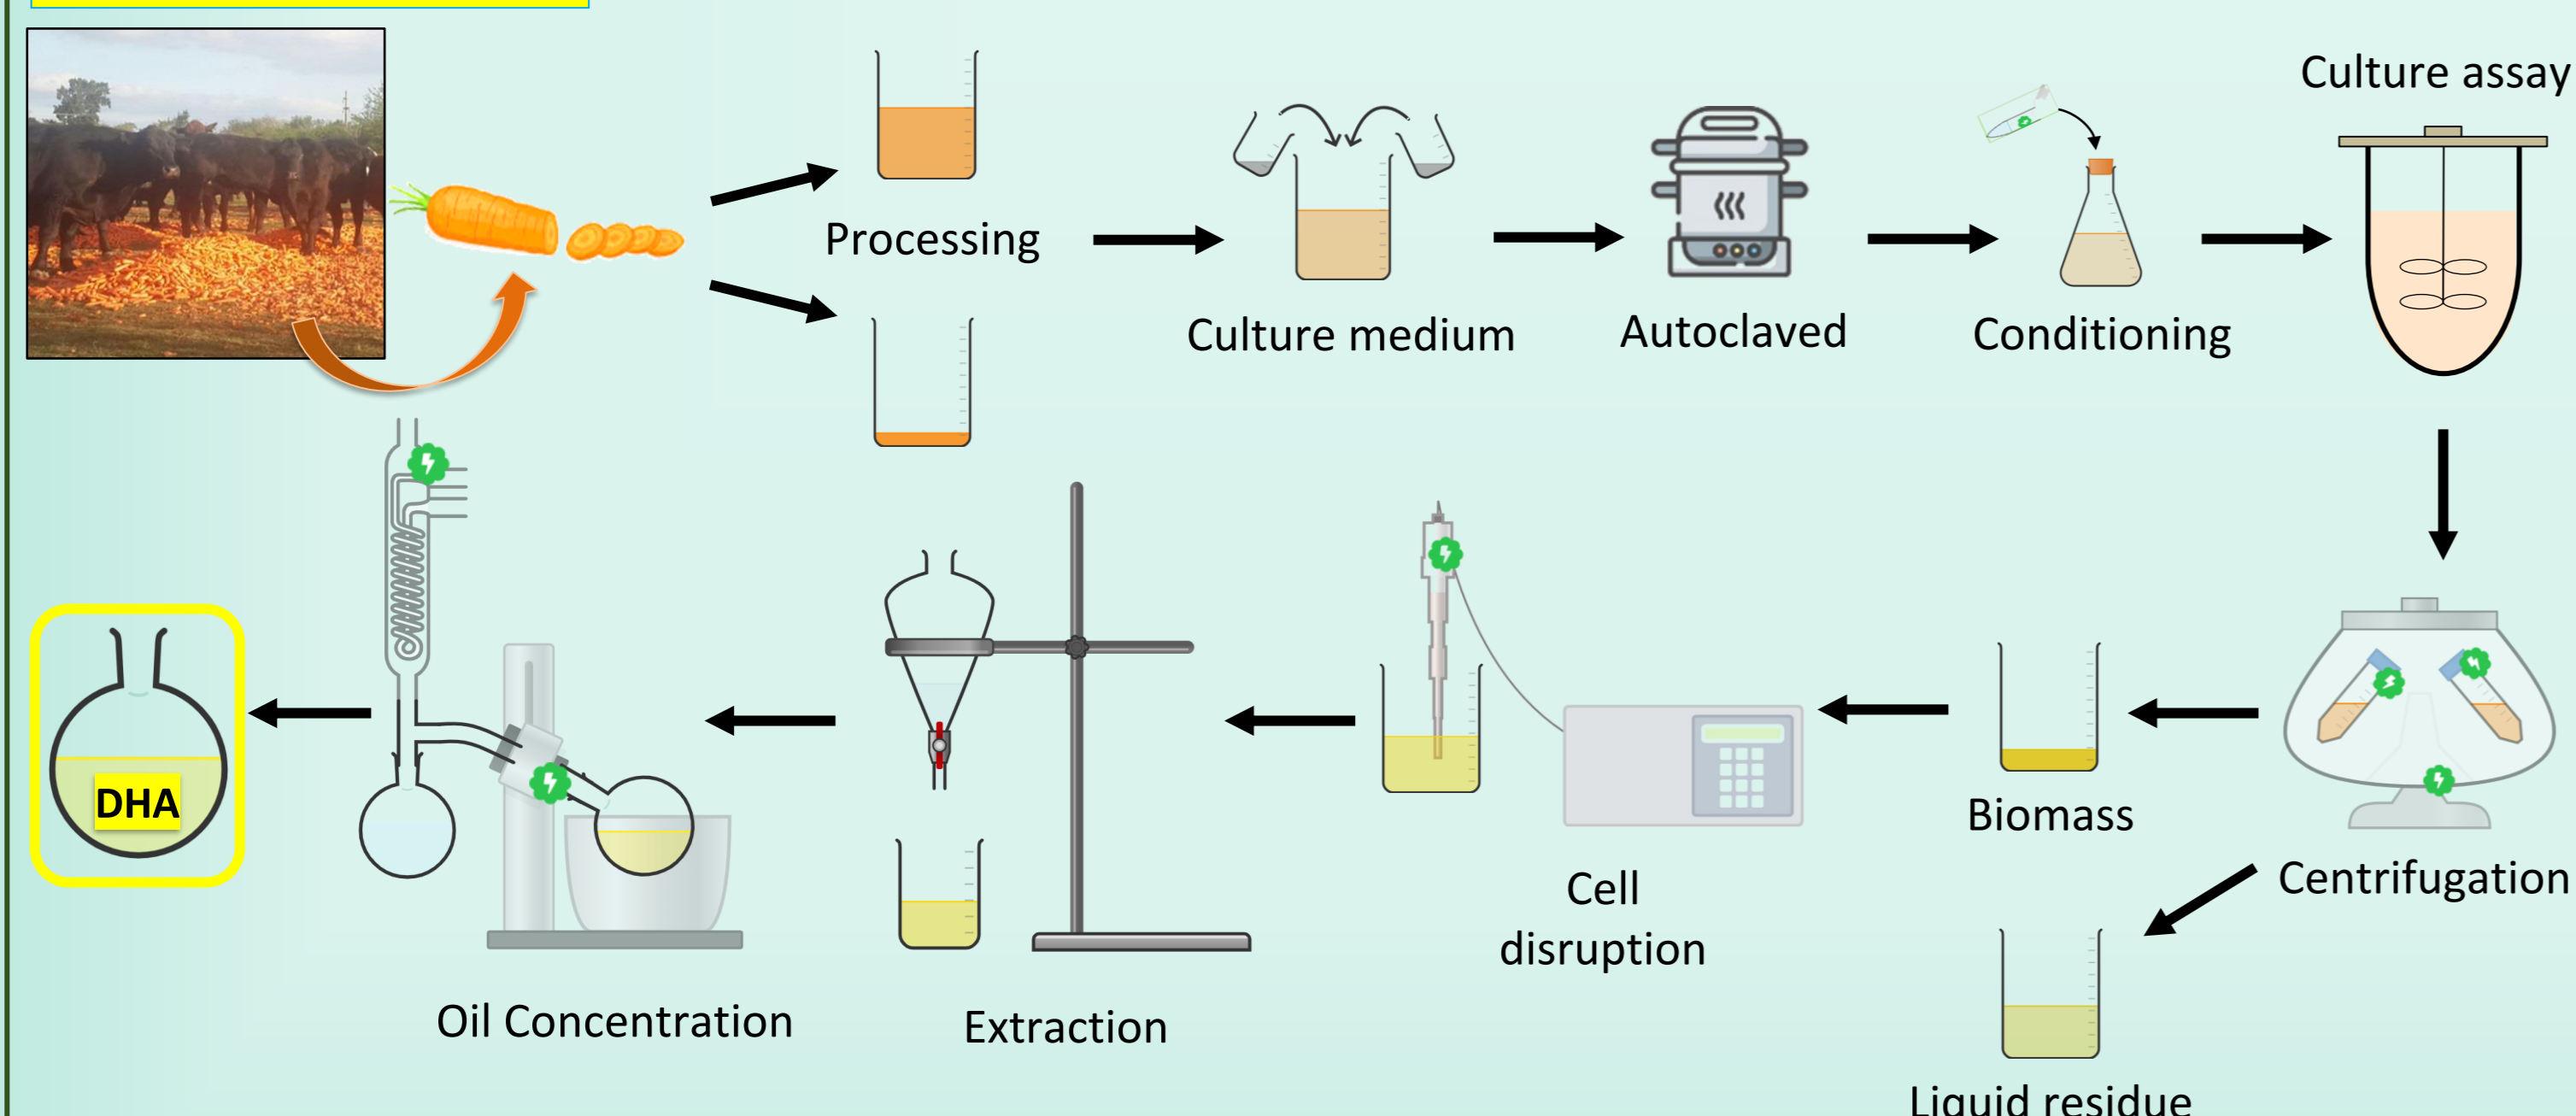 Culture assay
Processing
Culture medium
Autoclaved
Conditioning
DHA
Biomass
Centrifugation
Cell
disruption
Oil Concentration
Extraction
Liquid residue